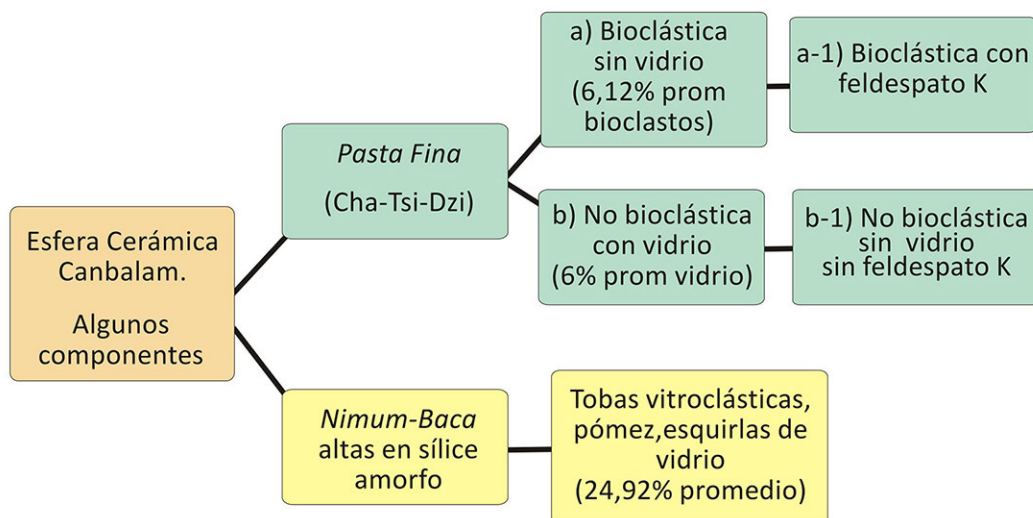 Esfera Cerámica
Canbalam.
Algunos
componentes
Pasta Fina
(Cha-Tsi-Dzi)
a) Bioclástica
sin vidrio
(6,12% prom
bioclastos)
a-1) Bioclástica con
feldespato K
b) No bioclástica
con vidrio
(6% prom vidrio)
b-1) No bioclástica
sin vidrio
sin feldespato K
Nimum-Baca
altas en sílice
amorfo
Tobas vitroclásticas,
pómez,esquirlas de
vidrio
(24,92% promedio)